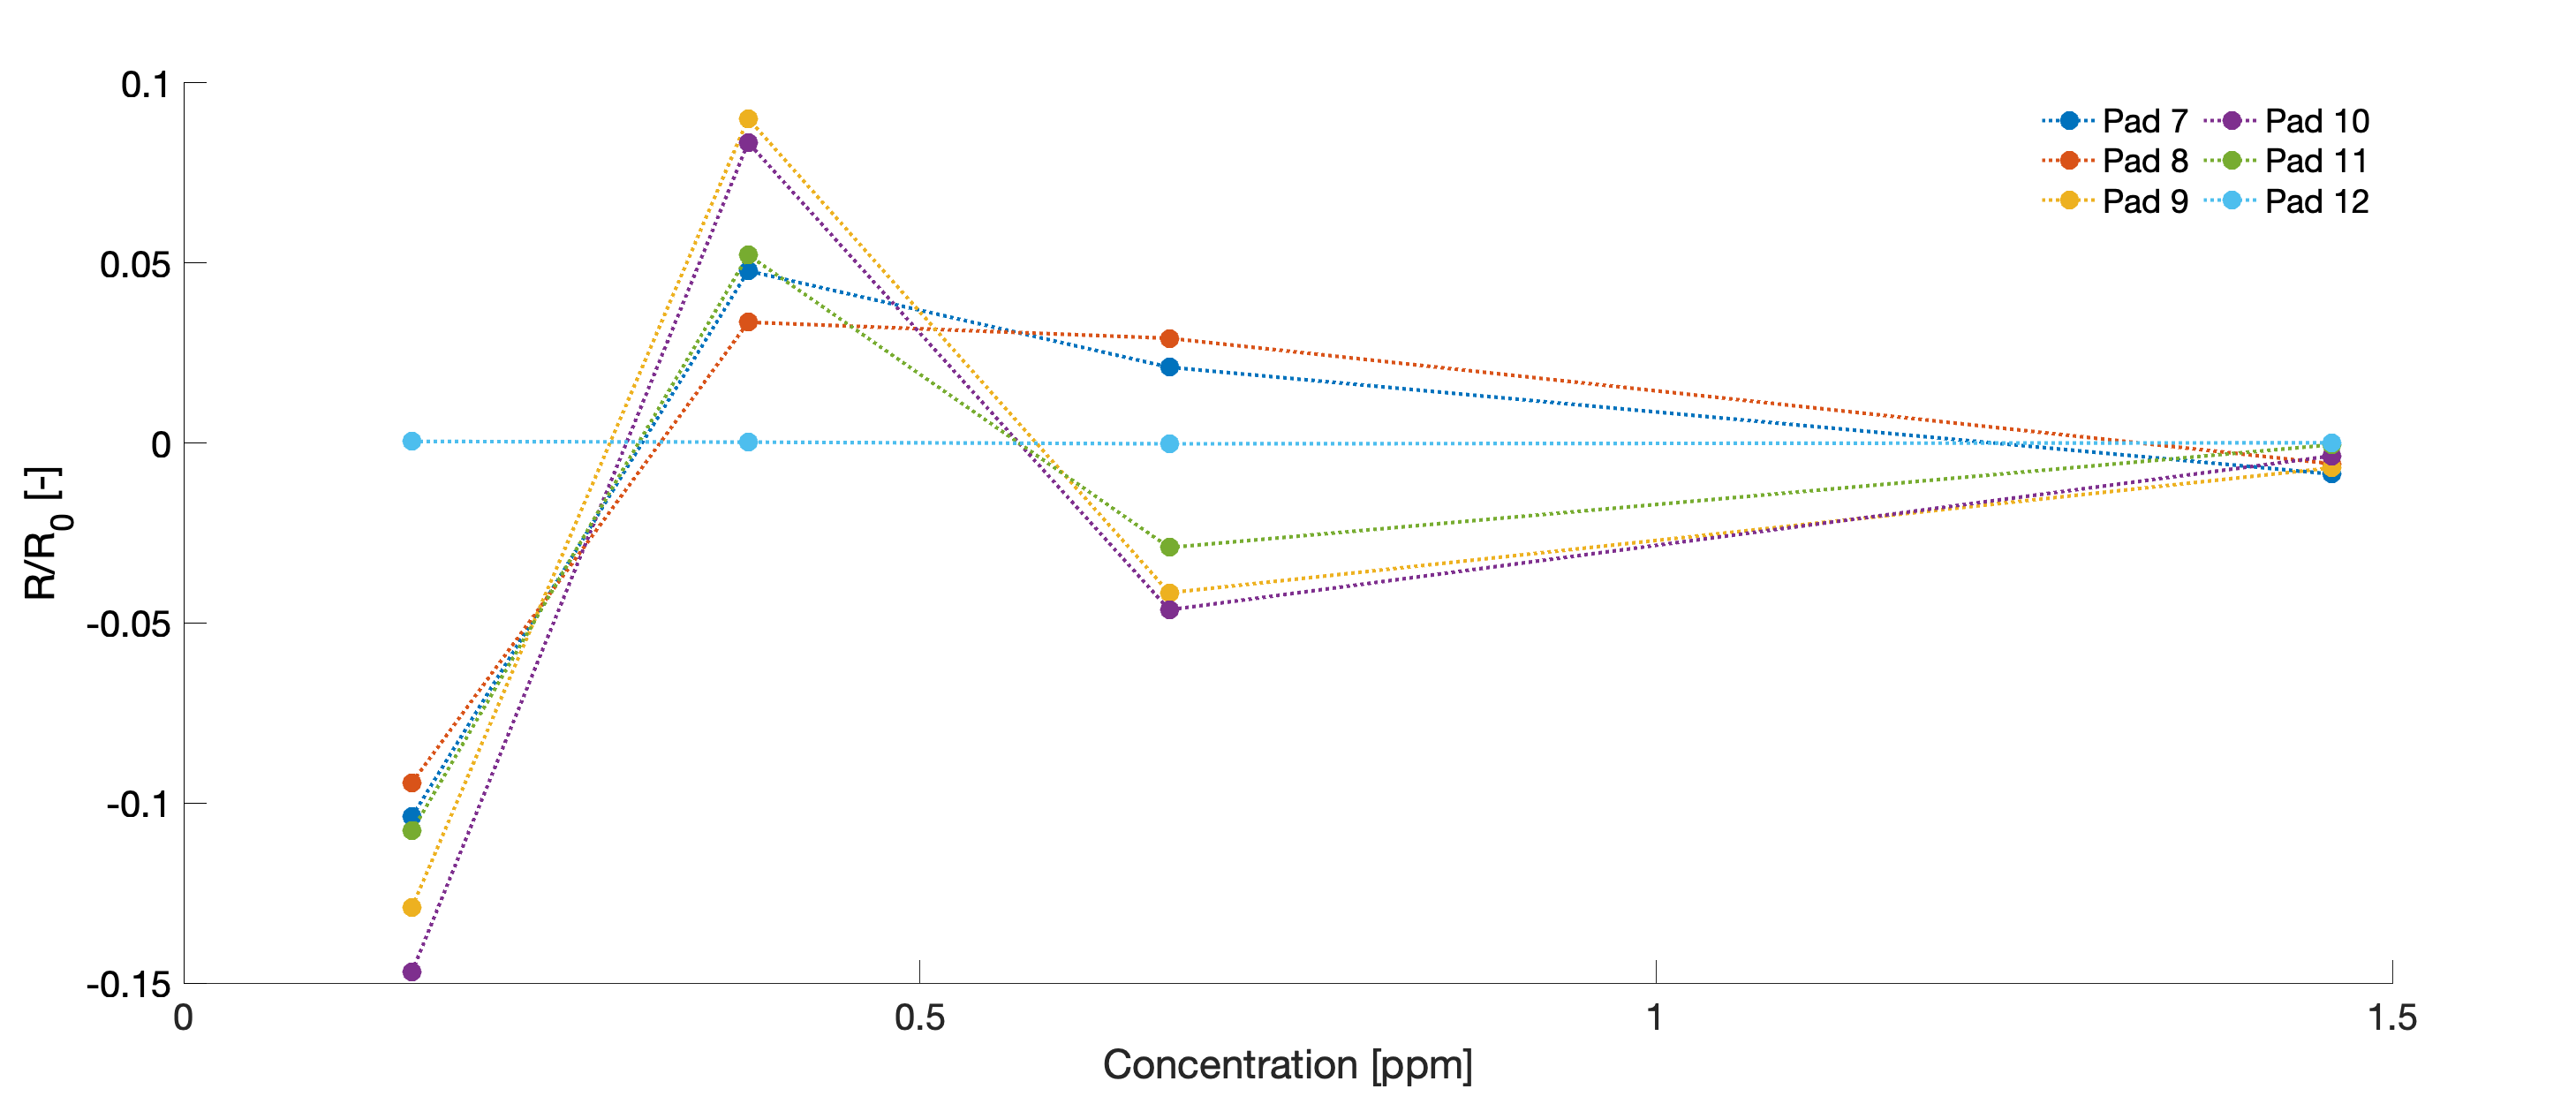 0.1
0.05
0
-0.05
-0.1
-0.15
R/R0 [-]
0
0.5
1
1.5
Concentration [ppm]
Pad 7
Pad 8
Pad 9
Pad 10
Pad 11
Pad 12